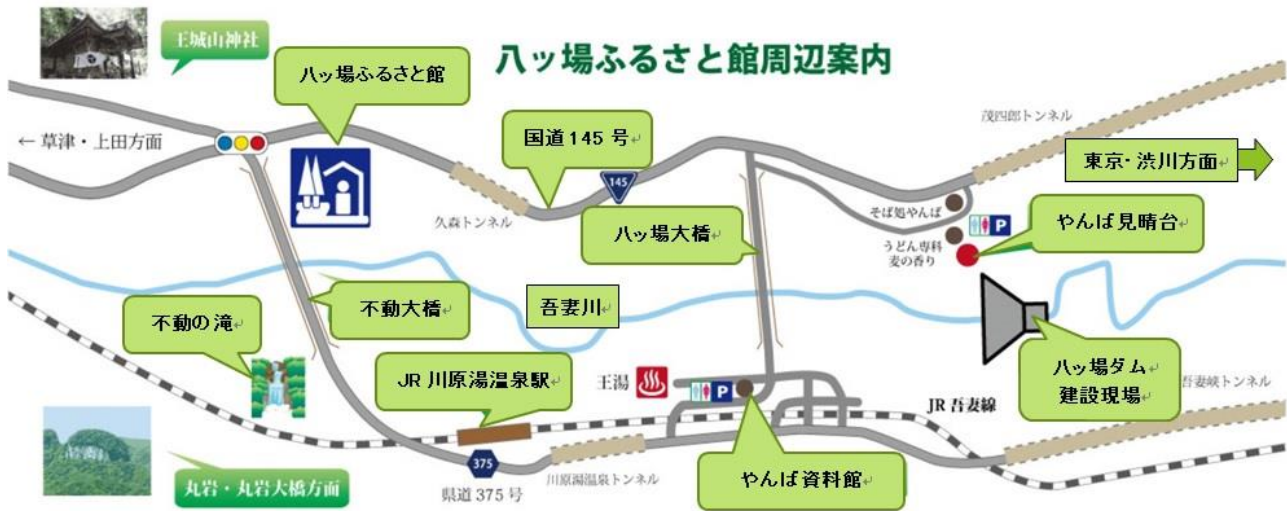 王城山神社
八ッ場ふるさと館
八ッ場ふるさと館周辺案内
← 草津・上田方面
国道145 号
145
久森トンネル
八ッ場大橋
茂四郎トンネル
東京・渋川方面
そば処やんば
うどん専科
麦の香り
P
やんば見晴台
不動の滝
不動大橋
吾妻川
JR 川原湯温泉駅
王湯
P
八ッ場ダム
建設現場
吾妻峡トンネル
JR 吾妻線
丸岩・丸岩大橋方面
375
県道 375 号
川原湯温泉トンネル
やんば資料館